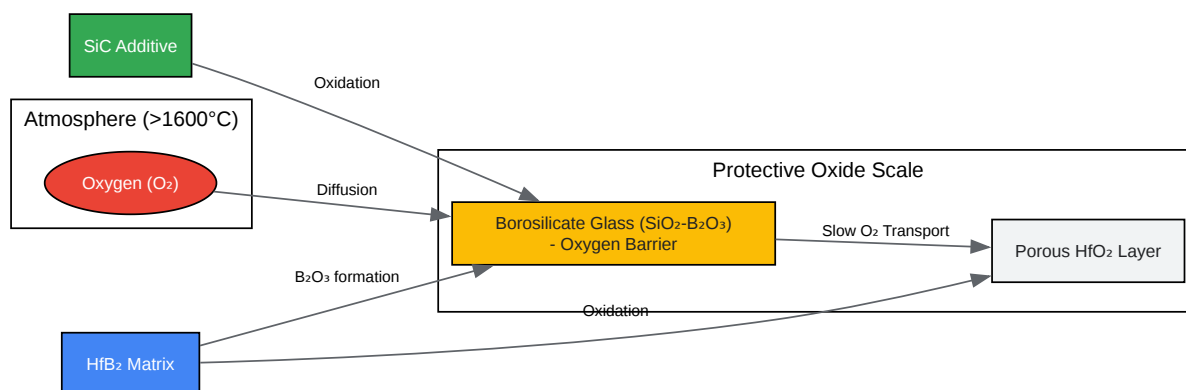 SiC Additive
Oxidation
Atmosphere (>1600°C)
Oxygen (O₂)
Diffusion
Protective Oxide Scale
Borosilicate Glass (SiO₂-B₂O₃)
- Oxygen Barrier
Slow O₂ Transport
Porous HfO₂ Layer
B₂O₃ formation
Oxidation
HfB₂ Matrix